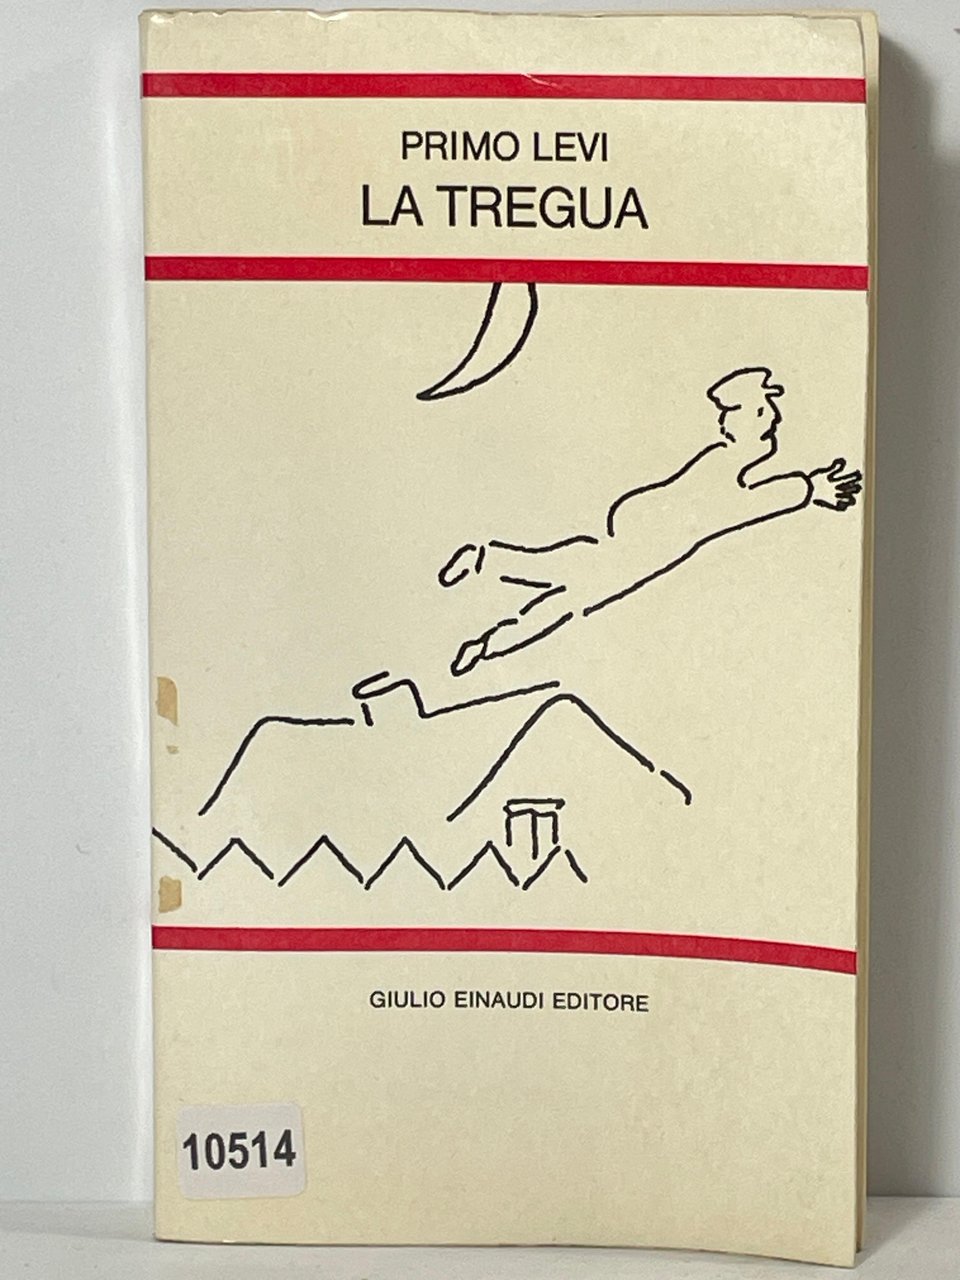 PRIMO LEVI
LA TREGUA
GIULIO EINAUDI EDITORE
10514